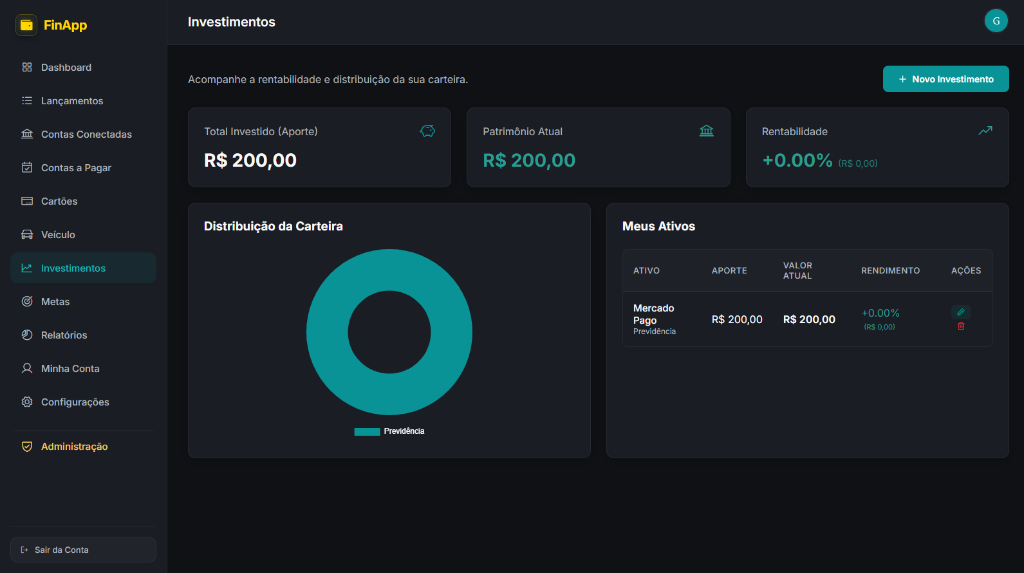 FinApp
Dashboard
Lançamentos
Contas Conectadas
Contas a Pagar
Cartões
Veículo
Investimentos
Metas
Relatórios
Minha Conta
Configurações
Administração
Sair da Conta
Investimentos
G
Acompanhe a rentabilidade e distribuição da sua carteira.
+ Novo Investimento
Total Investido (Aporte)
R$ 200,00
Patrimônio Atual
R$ 200,00
Rentabilidade
+0.00% (R$ 0,00)
Distribuição da Carteira
Previdência
Meus Ativos
ATIVO APORTE VALOR ATUAL RENDIMENTO AÇÕES
Mercado
Pago
Previdência
R$ 200,00
R$ 200,00
+0.00%
(R$ 0,00)